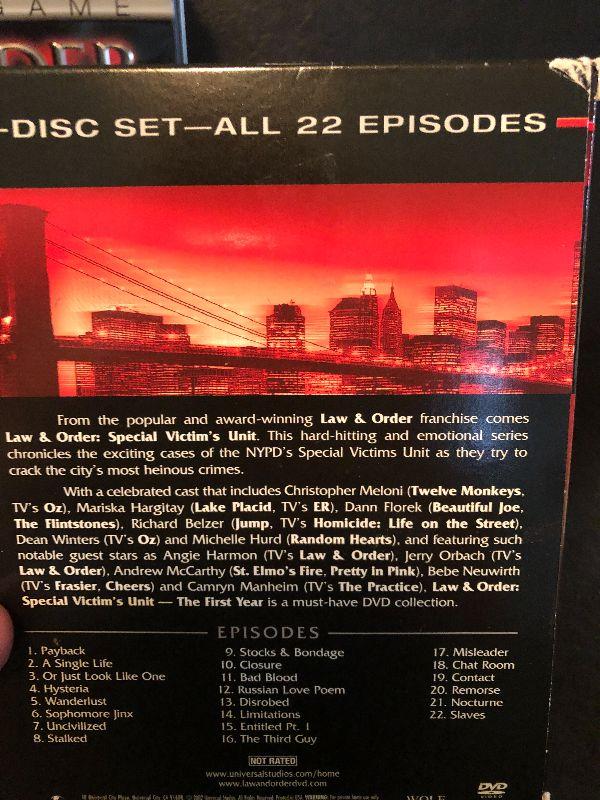 GAME
-DISC SET—ALL 22 EPISODES
From the popular and award-winning Law & Order franchise comes
Law & Order: Special Victim's Unit. This hard-hitting and emotional series
chronicles the exciting cases of the NYPD's Special Victims Unit as they try to
crack the city's most heinous crimes.
With a celebrated cast that includes Christopher Meloni (Twelve Monkeys,
TV's Oz), Mariska Hargitay (Lake Placid, TV's ER), Dann Florek (Beautiful Joe,
The Flintstones), Richard Belzer (Jump, TV's Homicide: Life on the Street),
Dean Winters (TV's Oz) and Michelle Hurd (Random Hearts), and featuring such
notable guest stars as Angie Harmon (TV's Law & Order), Jerry Orbach (TV's
Law & Order), Andrew McCarthy (St. Elmo's Fire, Pretty in Pink), Bebe Neuwirth
(TV's Frasier, Cheers) and Camryn Manheim (TV's The Practice), Law & Order:
Special Victim's Unit — The First Year is a must-have DVD collection.
EPISODES
1. Payback
2. A Single Life
3. Or Just Look Like One
4. Hysteria
5. Wanderlust
6. Sophomore Jinx
7. Uncivilized
8. Stalked
9. Stocks & Bondage
10. Closure
11. Bad Blood
12. Russian Love Poem
13. Disrobed
14. Limitations
15. Entitled Pt. 1
16. The Third Guy
17. Misleader
18. Chat Room
19. Contact
20. Remorse
21. Nocturne
22. Slaves
NOT RATED
www.universalstudios.com/home
www.lawandorderdvd.com
WOLF
DVD
VIDEO